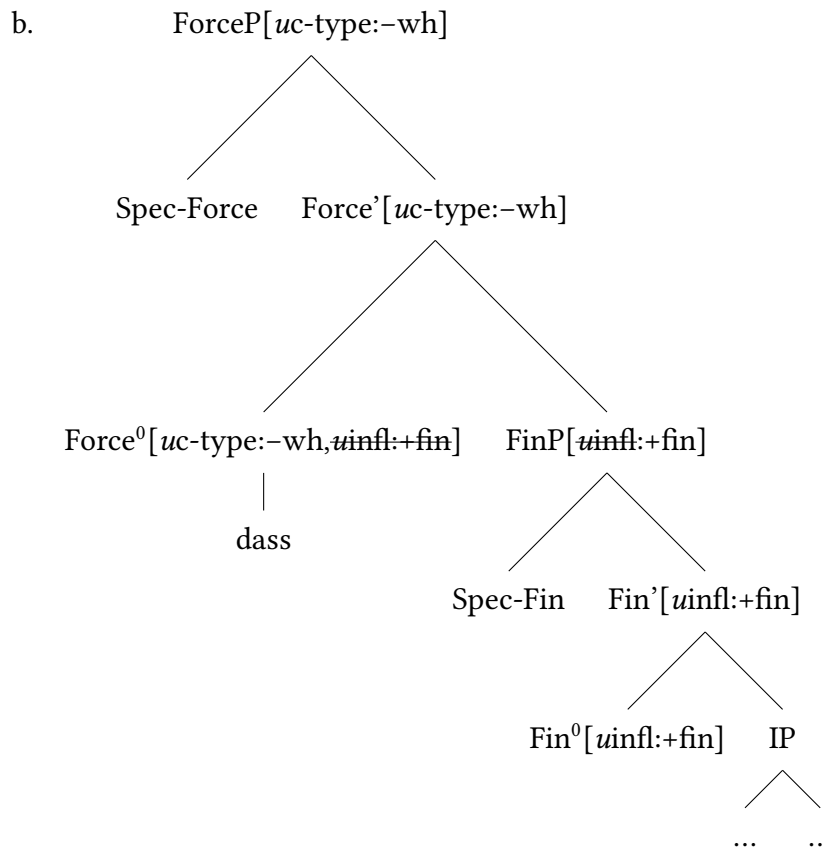 b. ForceP[uc-type:–wh]
Spec-Force Force’[uc-type:–wh]
Force⁰[uc-type:–wh,uinfl:+fin] FinP[uinfl:+fin]
dass
Spec-Fin Fin’[uinfl:+fin]
Fin⁰[uinfl:+fin] IP
... ..